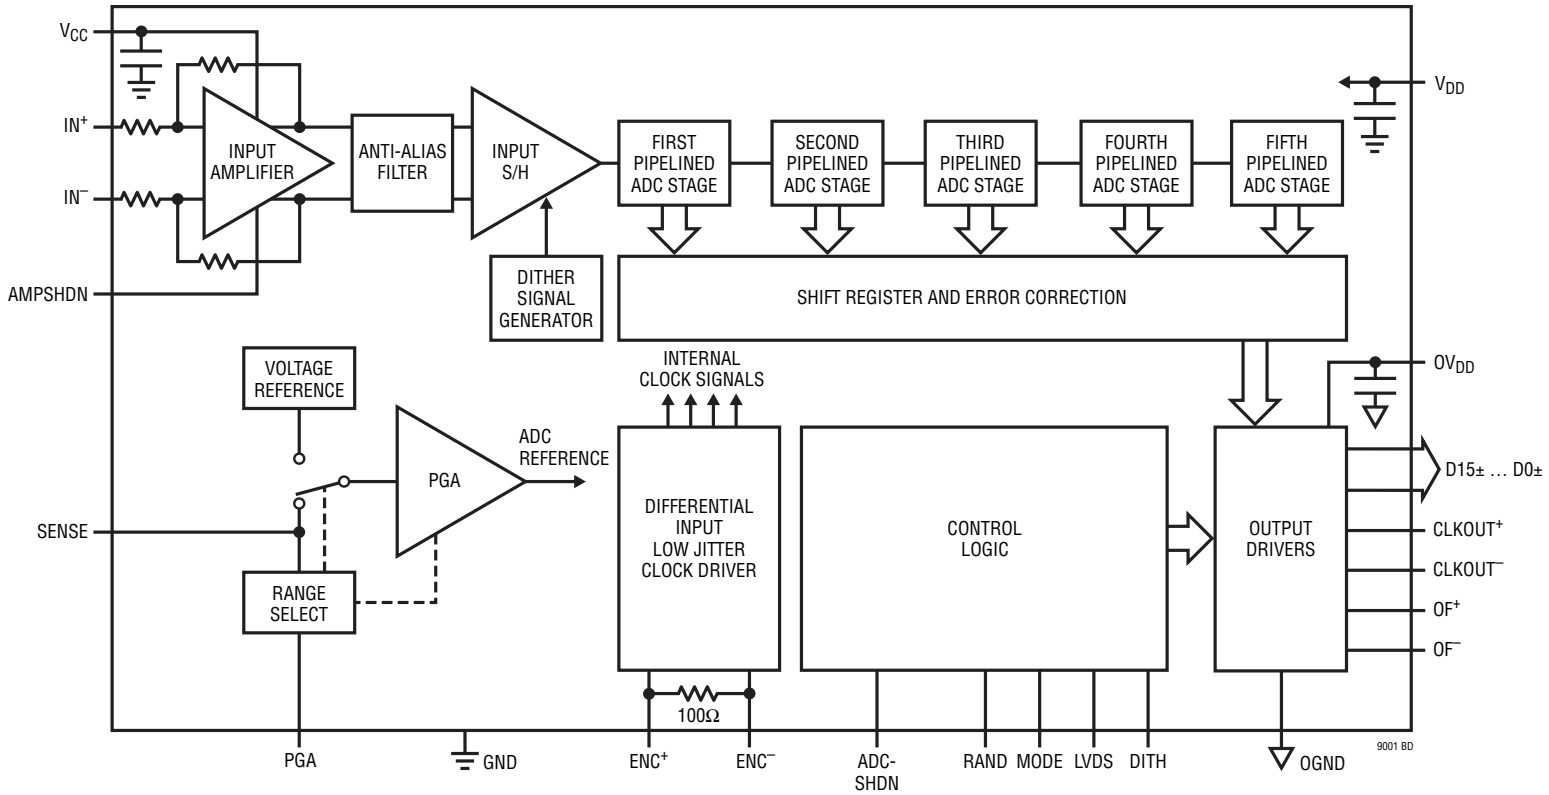 VCC
IN+
IN–
AMPSHDN
INPUT
AMPLIFIER
ANTI-ALIAS
FILTER
INPUT
S/H
DITHER
SIGNAL
GENERATOR
FIRST
PIPELINED
ADC STAGE
SECOND
PIPELINED
ADC STAGE
THIRD
PIPELINED
ADC STAGE
FOURTH
PIPELINED
ADC STAGE
FIFTH
PIPELINED
ADC STAGE
VDD
SHIFT REGISTER AND ERROR CORRECTION
VOLTAGE
REFERENCE
SENSE
RANGE
SELECT
PGA
ADC
REFERENCE
INTERNAL
CLOCK SIGNALS
DIFFERENTIAL
INPUT
LOW JITTER
CLOCK DRIVER
CONTROL
LOGIC
OUTPUT
DRIVERS
OVDD
D15± … D0±
CLKOUT+
CLKOUT–
OF+
OF–
100Ω
PGA
GND
ENC+
ENC–
ADC-
SHDN
RAND
MODE
LVDS
DITH
OGND
9001 BD